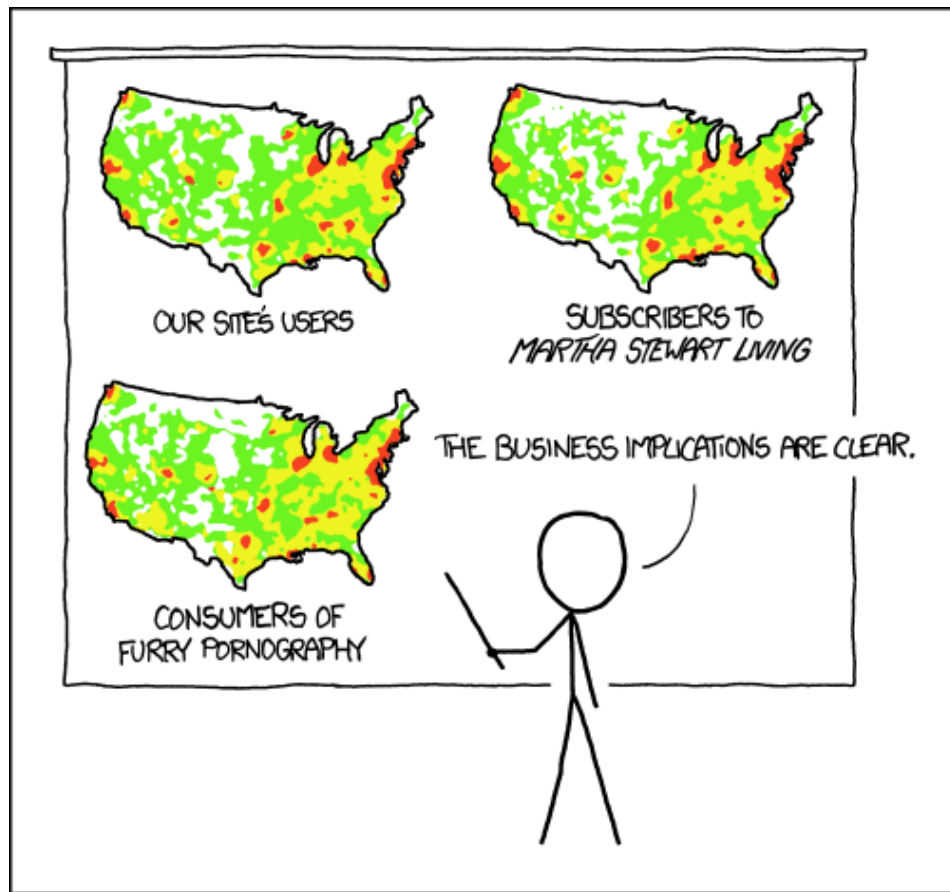 OUR SITE'S USERS
SUBSCRIBERS TO
MARTHA STEWART LIVING
CONSUMERS OF
FURRY PORNOGRAPHY
THE BUSINESS IMPLICATIONS ARE CLEAR.